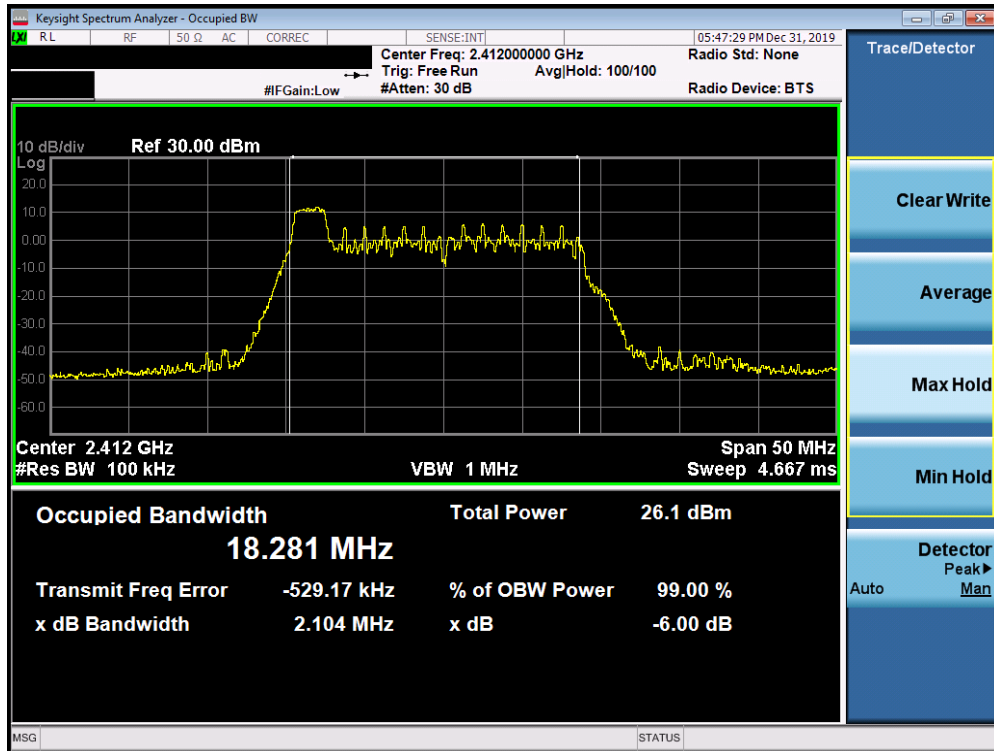 Keysight Spectrum Analyzer - Occupied BW
LXI RL RF 50 Ω AC CORREC SENSE:INT 05:47:29 PM Dec 31, 2019
Center Freq: 2.412000000 GHz Radio Std: None
Trig: Free Run Avg|Hold: 100/100
#IFGain:Low #Atten: 30 dB Radio Device: BTS
10 dB/div Ref 30.00 dBm
Log
20.0
10.0
0.00
-10.0
-20.0
-30.0
-40.0
-50.0
-60.0
Center 2.412 GHz Span 50 MHz
#Res BW 100 kHz VBW 1 MHz Sweep 4.667 ms
Occupied Bandwidth Total Power 26.1 dBm
18.281 MHz
Transmit Freq Error -529.17 kHz % of OBW Power 99.00 %
x dB Bandwidth 2.104 MHz x dB -6.00 dB
Trace/Detector
Clear Write
Average
Max Hold
Min Hold
Detector
Peak▶
Auto Man
MSG STATUS